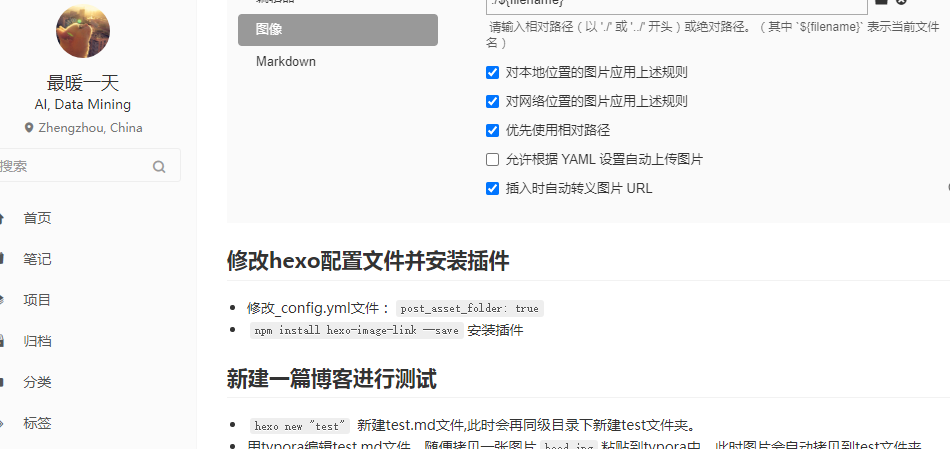 最暖一天
AI, Data Mining
Zhengzhou, China
搜索
首页
笔记
项目
归档
分类
标签
图像
Markdown
./${filename}
请输入相对路径（以 './' 或 '../' 开头）或绝对路径。（其中 `${filename}` 表示当前文件
名）
对本地位置的图片应用上述规则
对网络位置的图片应用上述规则
优先使用相对路径
允许根据 YAML 设置自动上传图片
插入时自动转义图片 URL
修改hexo配置文件并安装插件
修改_config.yml文件： post_asset_folder: true
npm install hexo-image-link —save 安装插件
新建一篇博客进行测试
hexo new "test" 新建test.md文件,此时会再同级目录下新建test文件夹。
用typora编辑test.md文件，随便拷贝一张图片 head.jpg 粘贴到typora中，此时图片会自动拷贝到test文件夹